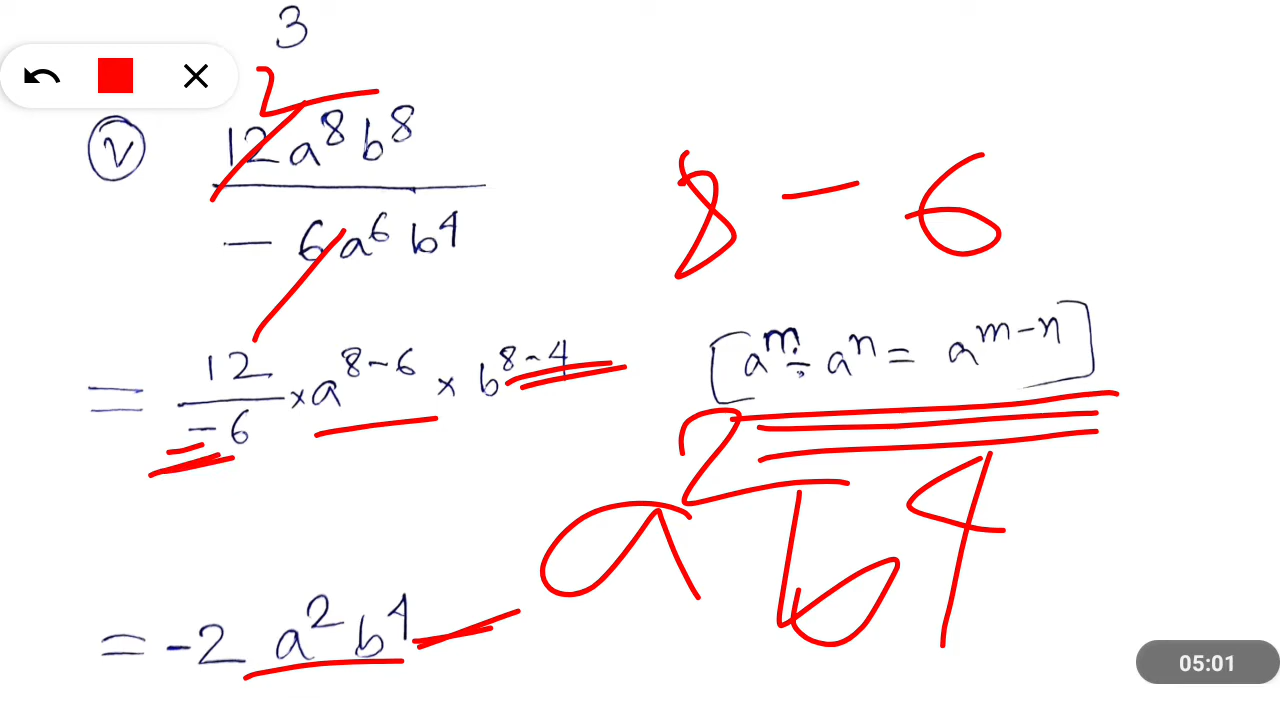 3
2
(v) 12a⁸b⁸ / - 6a⁶b⁴
8 - 6
= 12/-6 × a⁸⁻⁶ × b⁸⁻⁴ [aᵐ ÷ aⁿ = aᵐ⁻ⁿ]
a² b⁴
= -2 a²b⁴
05:01